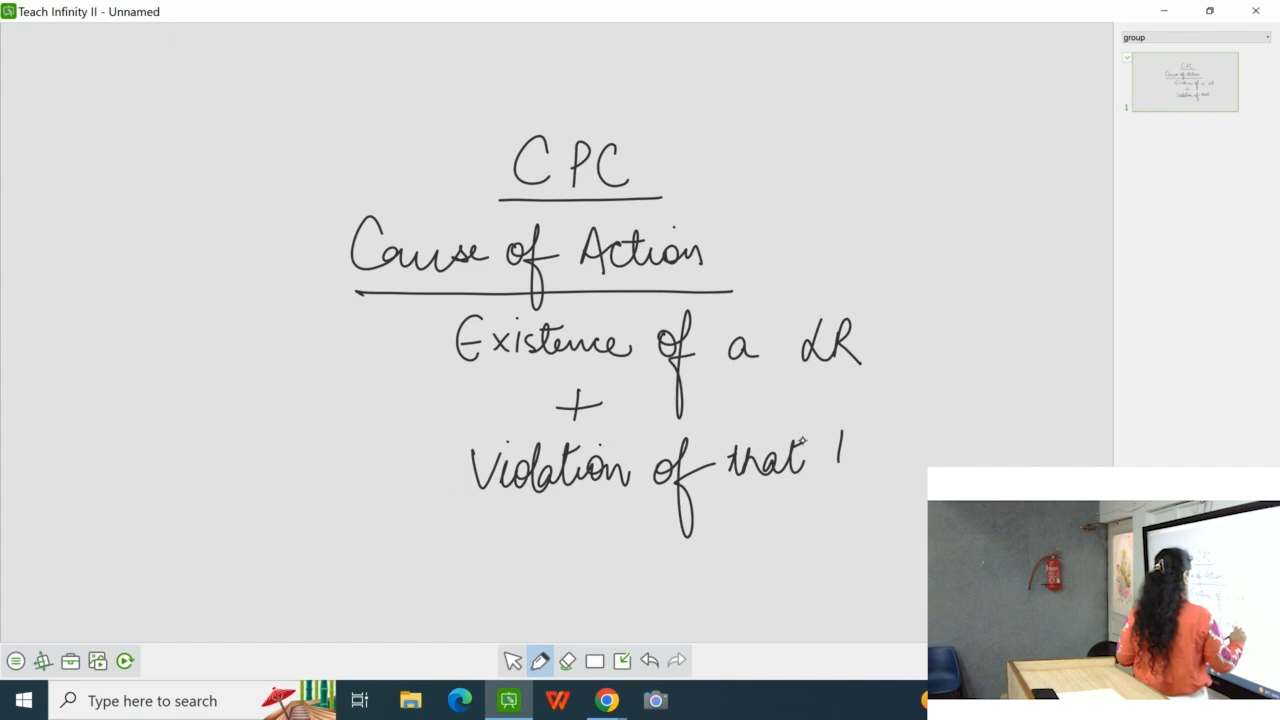 Teach Infinity II - Unnamed
group
CPC
Cause of Action
Existence of a LR
+
Violation of that
1
Type here to search